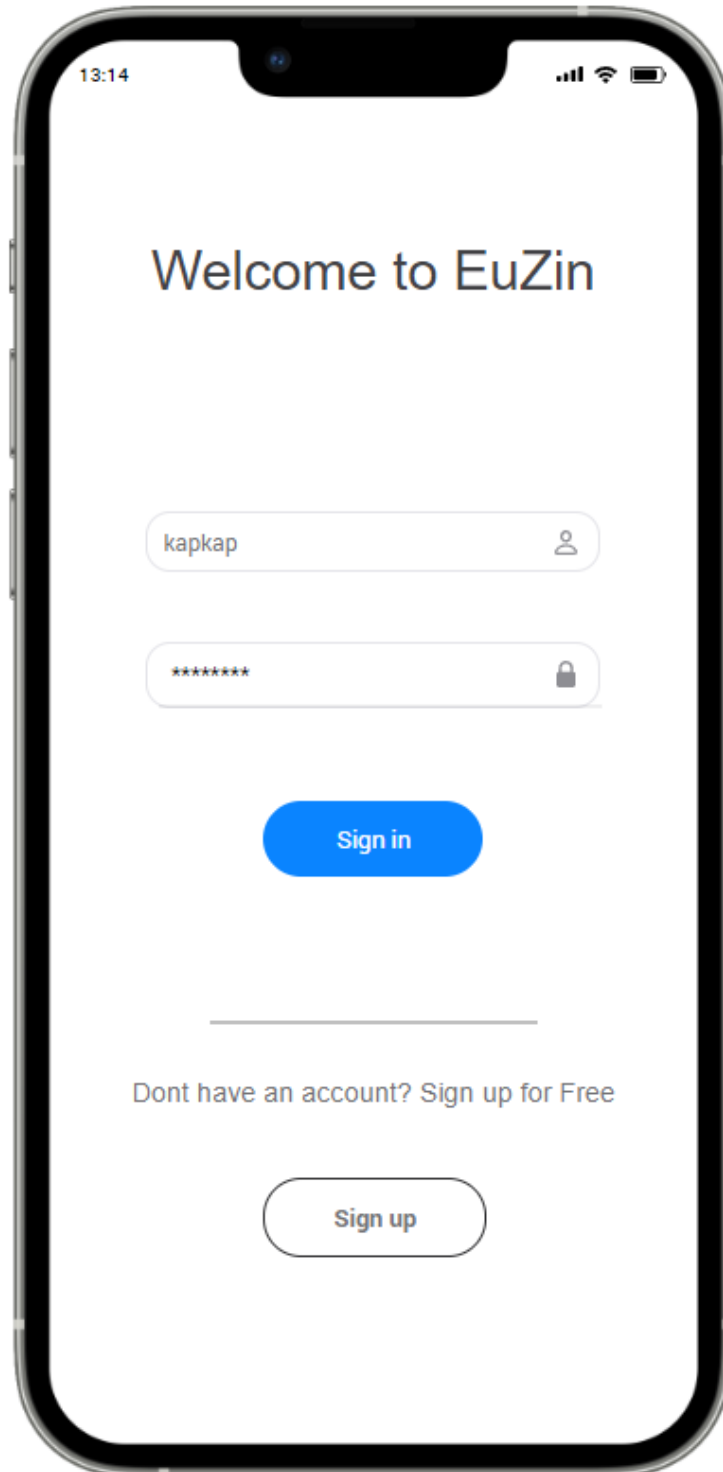 13:14
Welcome to EuZin
kapkap
********
Sign in
Dont have an account? Sign up for Free
Sign up